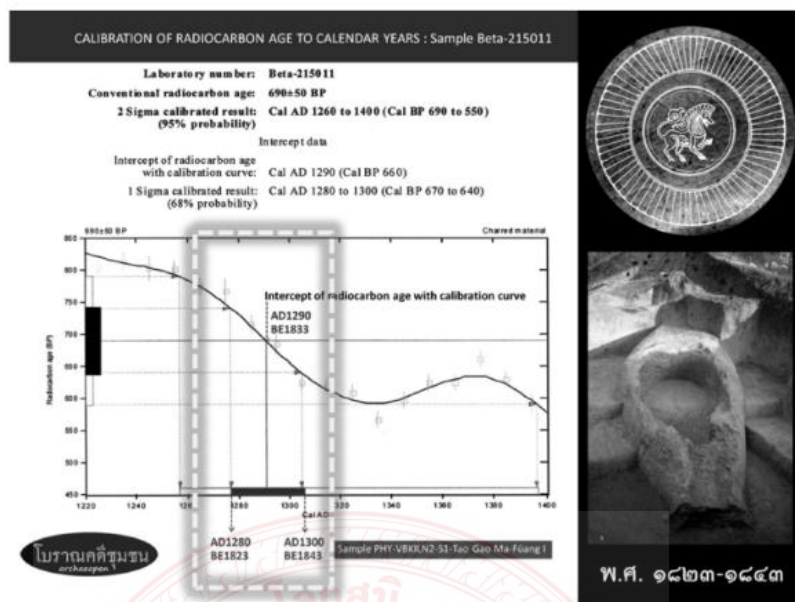 CALIBRATION OF RADIOCARBON AGE TO CALENDAR YEARS : Sample Beta-215011
Laboratory number: Beta-215011
Conventional radiocarbon age: 690±50 BP
2 Sigma calibrated result: Cal AD 1260 to 1400 (Cal BP 690 to 550)
(95% probability)
Intercept data
Intercept of radiocarbon age
with calibration curve: Cal AD 1290 (Cal BP 660)
1 Sigma calibrated result: Cal AD 1280 to 1300 (Cal BP 670 to 640)
(68% probability)
690±50 BP
Charred material
850
800
750
700
650
600
550
500
450
Radiocarbon age (BP)
Intercept of radiocarbon age with calibration curve
AD1290
BE1833
1220 1240 1260 1280 1300 1320 1340 1360 1380 1400
Cal AD
AD1280 AD1300
BE1823 BE1843
Sample PHY-VBKILN2-S1-Tao Gao Ma-Fūang I
โบราณคดีชุมชน
archaeopen
พ.ศ. ๑๘๒๓-๑๘๔๓